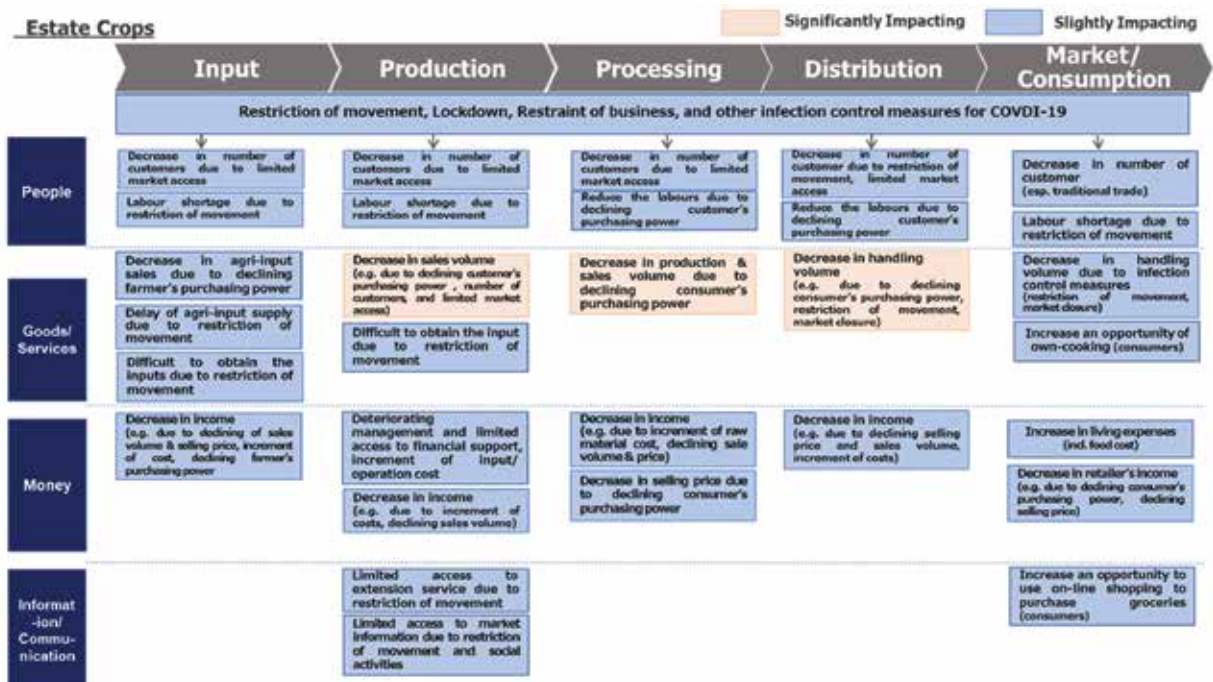 Estate Crops
Significantly Impacting
Slightly Impacting
Input
Production
Processing
Distribution
Market/
Consumption
Restriction of movement, Lockdown, Restraint of business, and other infection control measures for COVDI-19
People
Decrease in number of
customers due to limited
market access
Labour shortage due to
restriction of movement
Decrease in number of
customers due to limited
market access
Labour shortage due to
restriction of movement
Decrease in number of
customers due to limited
market access
Reduce the labours due to
declining customer's
purchasing power
Decrease in number of
customer due to restriction of
movement, limited market
access
Reduce the labours due to
declining customer's
purchasing power
Decrease in number of
customer
(esp. traditional trade)
Labour shortage due to
restriction of movement
Goods/
Services
Decrease in agri-input
sales due to declining
farmer's purchasing power
Delay of agri-input supply
due to restriction of
movement
Difficult to obtain the
inputs due to restriction of
movement
Decrease in sales volume
(e.g. due to declining customer's
purchasing power , number of
customers, and limited market
access)
Difficult to obtain the input
due to restriction of
movement
Decrease in production &
sales volume due to
declining consumer's
purchasing power
Decrease in handling
volume
(e.g. due to declining
consumer's purchasing power,
restriction of movement,
market closure)
Decrease in handling
volume due to infection
control measures
(restriction of movement,
market closure)
Increase an opportunity of
own-cooking (consumers)
Money
Decrease in income
(e.g. due to declining of sales
volume & selling price, increment
of cost, declining farmer's
purchasing power
Deteriorating
management and limited
access to financial support,
increment of input/
operation cost
Decrease in income
(e.g. due to increment of
costs, declining sales volume)
Decrease in income
(e.g. due to increment of raw
material cost, declining sale
volume & price)
Decrease in selling price due
to declining consumer's
purchasing power
Decrease in income
(e.g. due to declining selling
price and sales volume,
increment of costs)
Increase in living expenses
(incl. food cost)
Decrease in retailer's income
(e.g. due to declining consumer's
purchasing power, declining
selling price)
Informat
-ion/
Commu-
nication
Limited access to
extension service due to
restriction of movement
Limited access to market
information due to restriction
of movement and social
activities
Increase an opportunity to
use on-line shopping to
purchase groceries
(consumers)